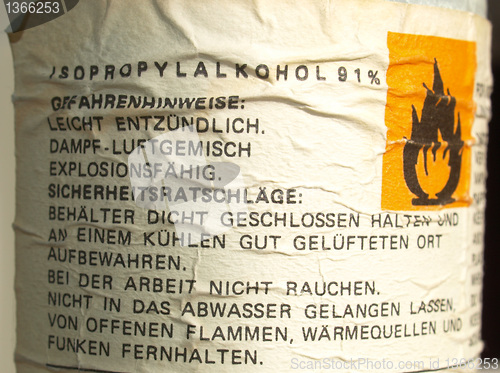 ISOPROPYLALKOHOL 91%
GEFAHRENHINWEISE:
LEICHT ENTZÜNDLICH.
DAMPF-LUFTGEMISCH
EXPLOSIONSFÄHIG.
SICHERHEITSRATSCHLÄGE:
BEHÄLTER DICHT GESCHLOSSEN HALTEN UND
AN EINEM KÜHLEN GUT GELÜFTETEN ORT
AUFBEWAHREN.
BEI DER ARBEIT NICHT RAUCHEN.
NICHT IN DAS ABWASSER GELANGEN LASSEN,
VON OFFENEN FLAMMEN, WÄRMEQUELLEN UND
FUNKEN FERNHALTEN.
StockphotoPro.com | 1366253
id 1366253